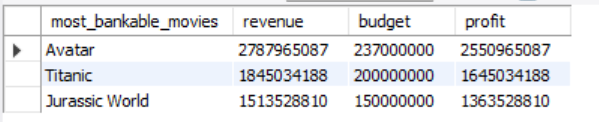 most_bankable_movies revenue budget profit
Avatar 2787965087 237000000 2550965087
Titanic 1845034188 200000000 1645034188
Jurassic World 1513528810 150000000 1363528810